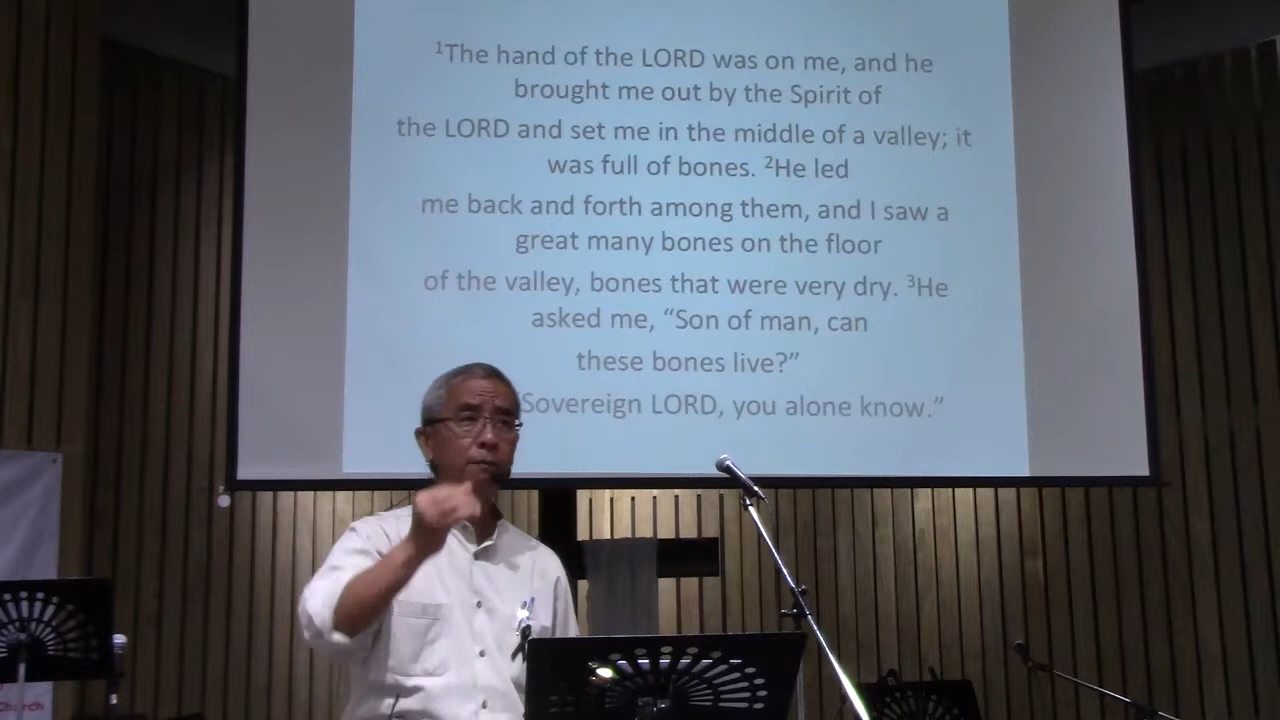 ¹The hand of the LORD was on me, and he
brought me out by the Spirit of
the LORD and set me in the middle of a valley; it
was full of bones. ²He led
me back and forth among them, and I saw a
great many bones on the floor
of the valley, bones that were very dry. ³He
asked me, “Son of man, can
these bones live?”
“Sovereign LORD, you alone know.”